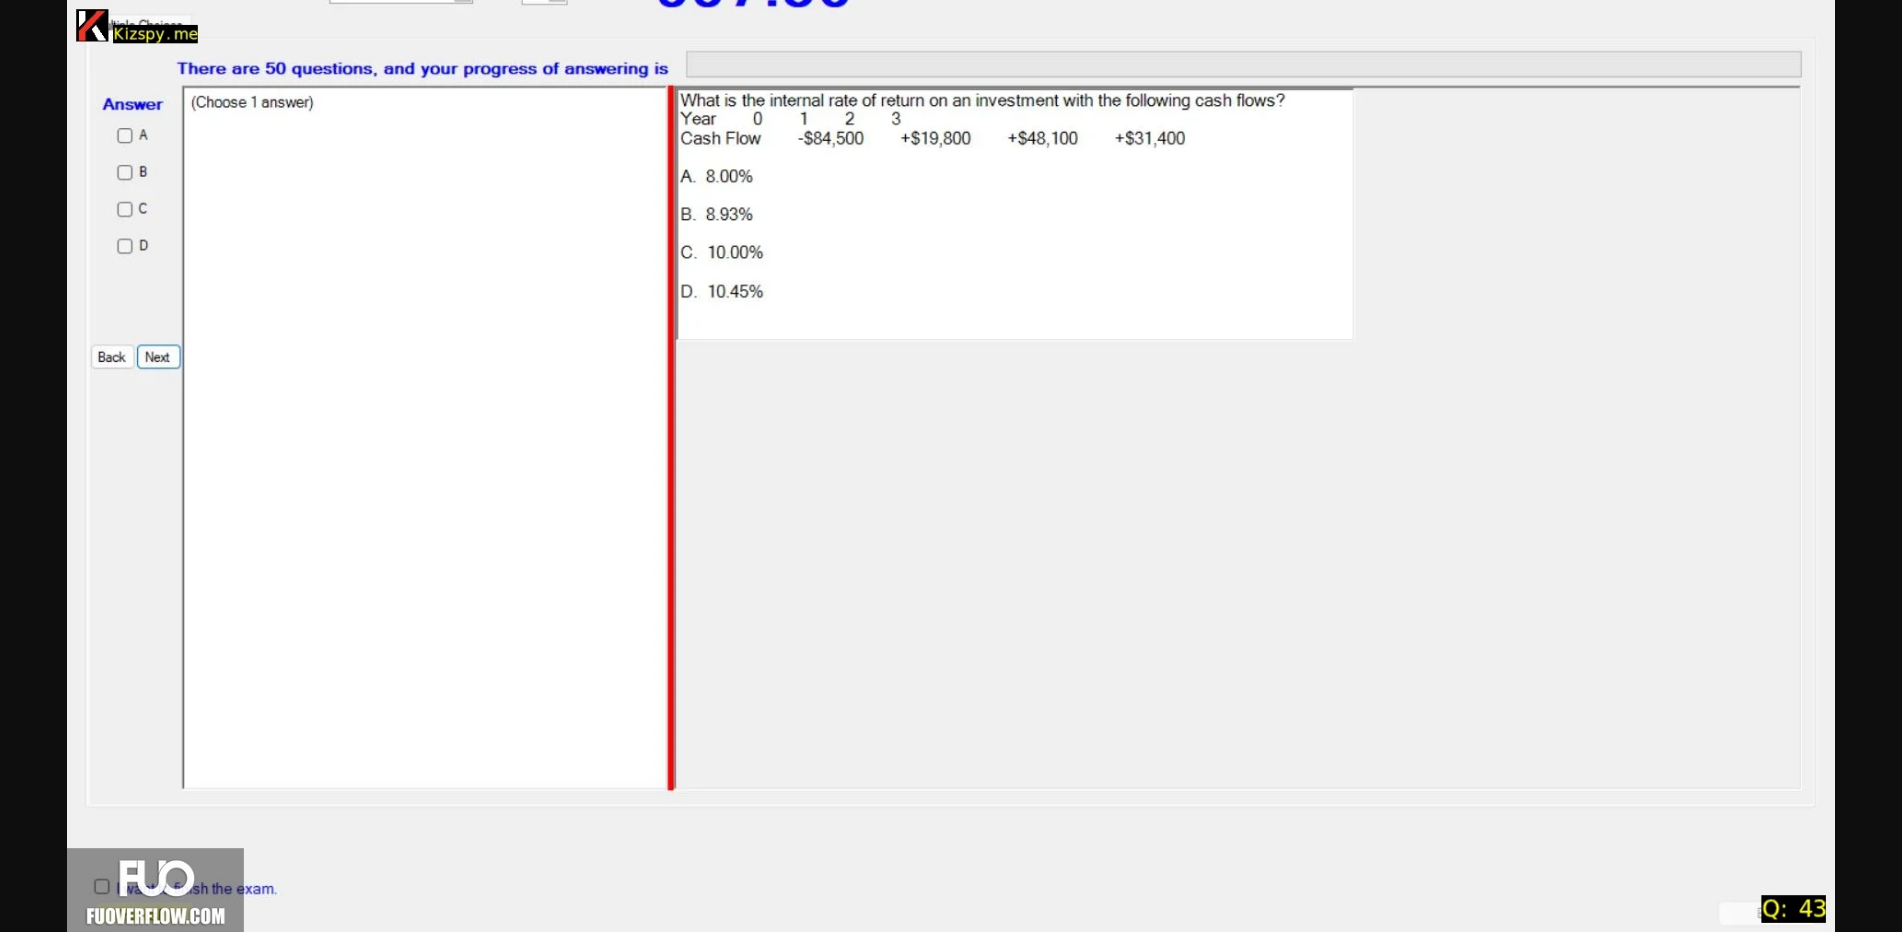 Kizspy.me
There are 50 questions, and your progress of answering is
Answer
A
B
C
D
Back Next
(Choose 1 answer)
What is the internal rate of return on an investment with the following cash flows?
Year 0 1 2 3
Cash Flow -$84,500 +$19,800 +$48,100 +$31,400
A. 8.00%
B. 8.93%
C. 10.00%
D. 10.45%
finish the exam.
FUO
FUOVERFLOW.COM
Q: 43